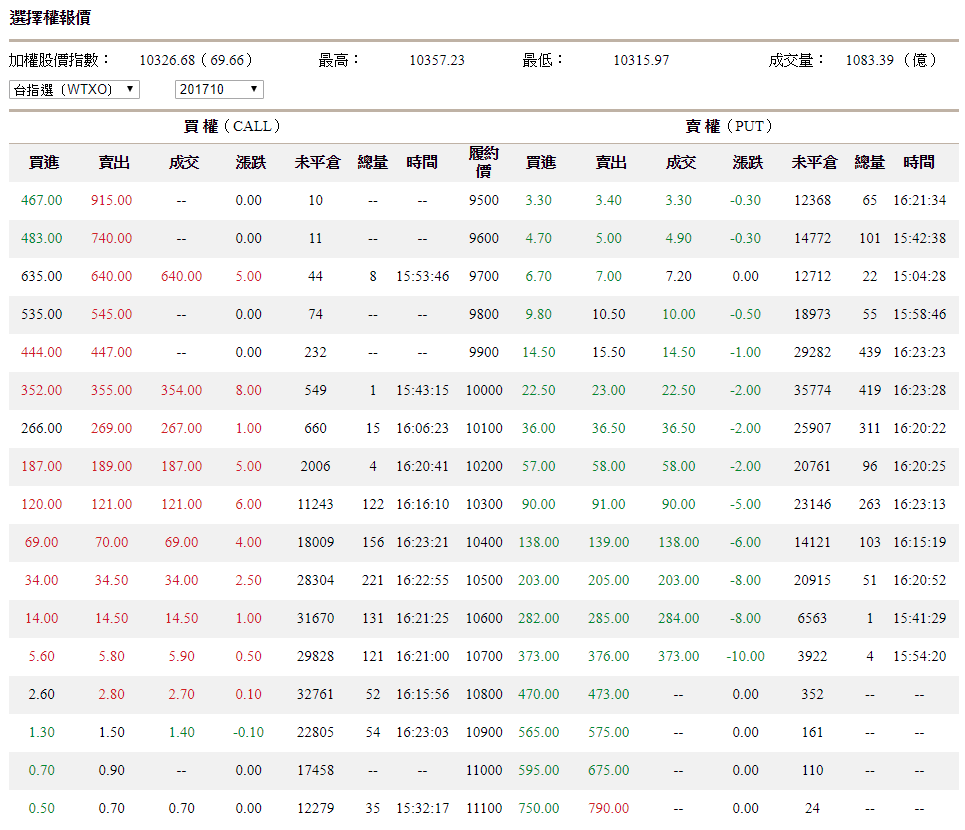 選擇權報價
加權股價指數： 10326.68（69.66） 最高： 10357.23 最低： 10315.97 成交量： 1083.39 （億）
台指選（WTXO） 201710
買 權（CALL） 賣 權（PUT）
買進 賣出 成交 漲跌 未平倉 總量 時間 履約價 買進 賣出 成交 漲跌 未平倉 總量 時間
467.00 915.00 -- 0.00 10 -- -- 9500 3.30 3.40 3.30 -0.30 12368 65 16:21:34
483.00 740.00 -- 0.00 11 -- -- 9600 4.70 5.00 4.90 -0.30 14772 101 15:42:38
635.00 640.00 640.00 5.00 44 8 15:53:46 9700 6.70 7.00 7.20 0.00 12712 22 15:04:28
535.00 545.00 -- 0.00 74 -- -- 9800 9.80 10.50 10.00 -0.50 18973 55 15:58:46
444.00 447.00 -- 0.00 232 -- -- 9900 14.50 15.50 14.50 -1.00 29282 439 16:23:23
352.00 355.00 354.00 8.00 549 1 15:43:15 10000 22.50 23.00 22.50 -2.00 35774 419 16:23:28
266.00 269.00 267.00 1.00 660 15 16:06:23 10100 36.00 36.50 36.50 -2.00 25907 311 16:20:22
187.00 189.00 187.00 5.00 2006 4 16:20:41 10200 57.00 58.00 58.00 -2.00 20761 96 16:20:25
120.00 121.00 121.00 6.00 11243 122 16:16:10 10300 90.00 91.00 90.00 -5.00 23146 263 16:23:13
69.00 70.00 69.00 4.00 18009 156 16:23:21 10400 138.00 139.00 138.00 -6.00 14121 103 16:15:19
34.00 34.50 34.00 2.50 28304 221 16:22:55 10500 203.00 205.00 203.00 -8.00 20915 51 16:20:52
14.00 14.50 14.50 1.00 31670 131 16:21:25 10600 282.00 285.00 284.00 -8.00 6563 1 15:41:29
5.60 5.80 5.90 0.50 29828 121 16:21:00 10700 373.00 376.00 373.00 -10.00 3922 4 15:54:20
2.60 2.80 2.70 0.10 32761 52 16:15:56 10800 470.00 473.00 -- 0.00 352 -- --
1.30 1.50 1.40 -0.10 22805 54 16:23:03 10900 565.00 575.00 -- 0.00 161 -- --
0.70 0.90 -- 0.00 17458 -- -- 11000 595.00 675.00 -- 0.00 110 -- --
0.50 0.70 0.70 0.00 12279 35 15:32:17 11100 750.00 790.00 -- 0.00 24 -- --